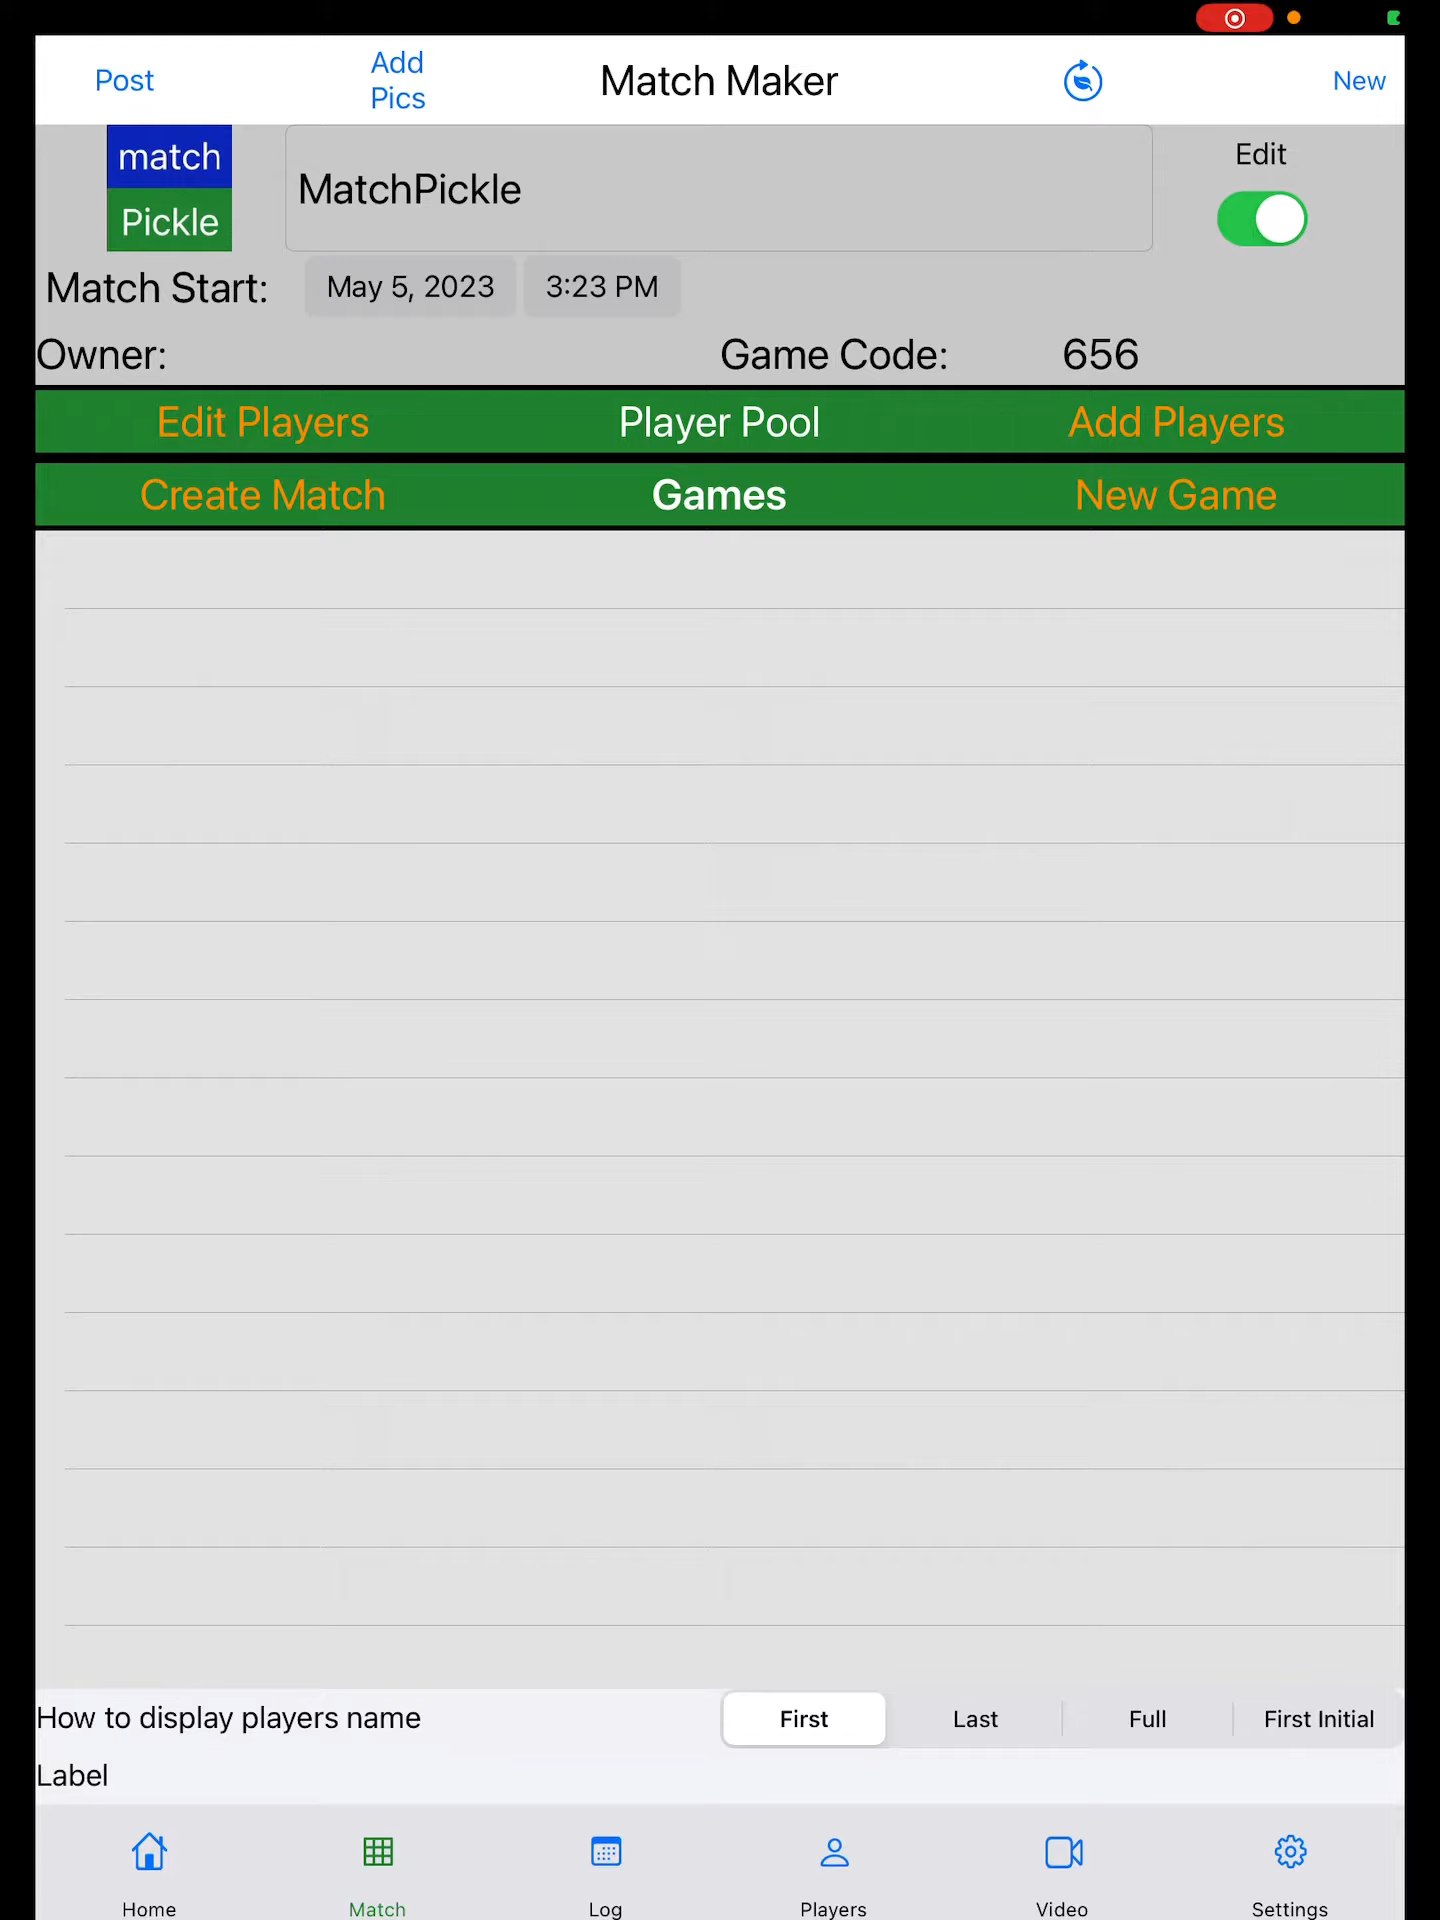 Post
Add
Pics
Match Maker
New
match
Pickle
MatchPickle
Edit
Match Start:
May 5, 2023
3:23 PM
Owner:
Game Code:
656
Edit Players
Player Pool
Add Players
Create Match
Games
New Game
How to display players name
First
Last
Full
First Initial
Label
Home
Match
Log
Players
Video
Settings